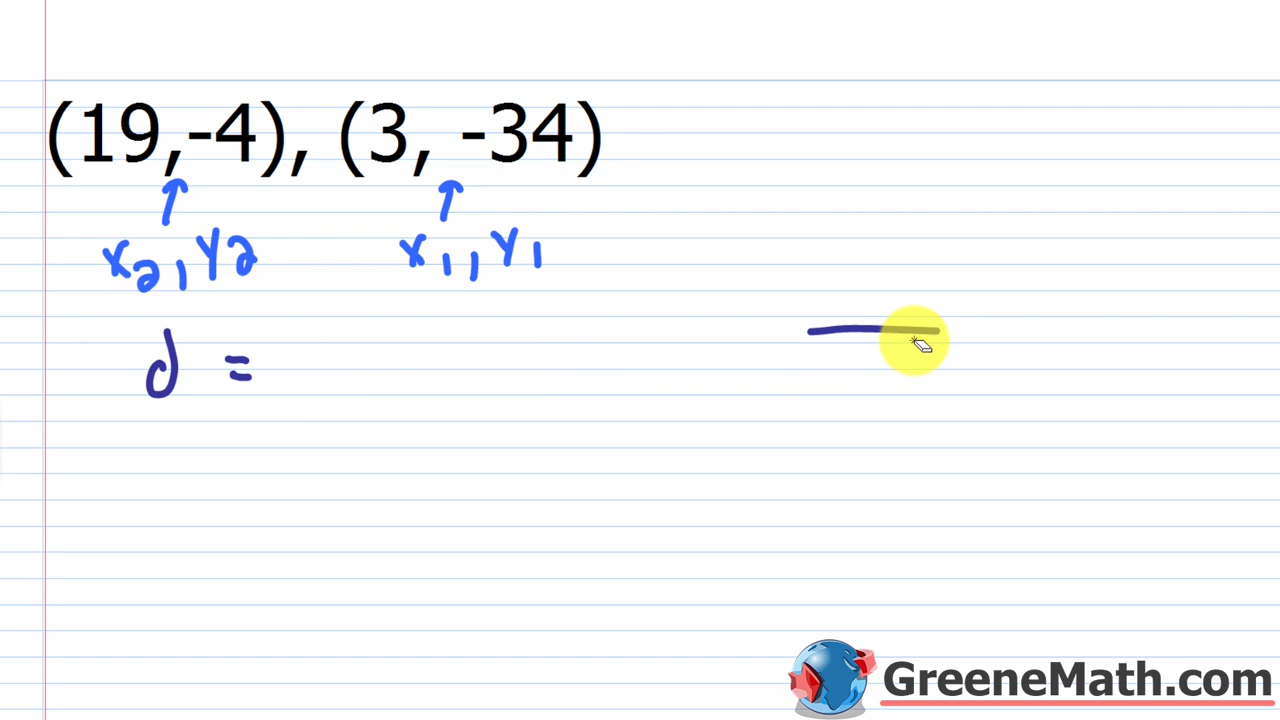 (19,-4), (3, -34)
x2, y2 x1, y1
d =
GreeneMath.com